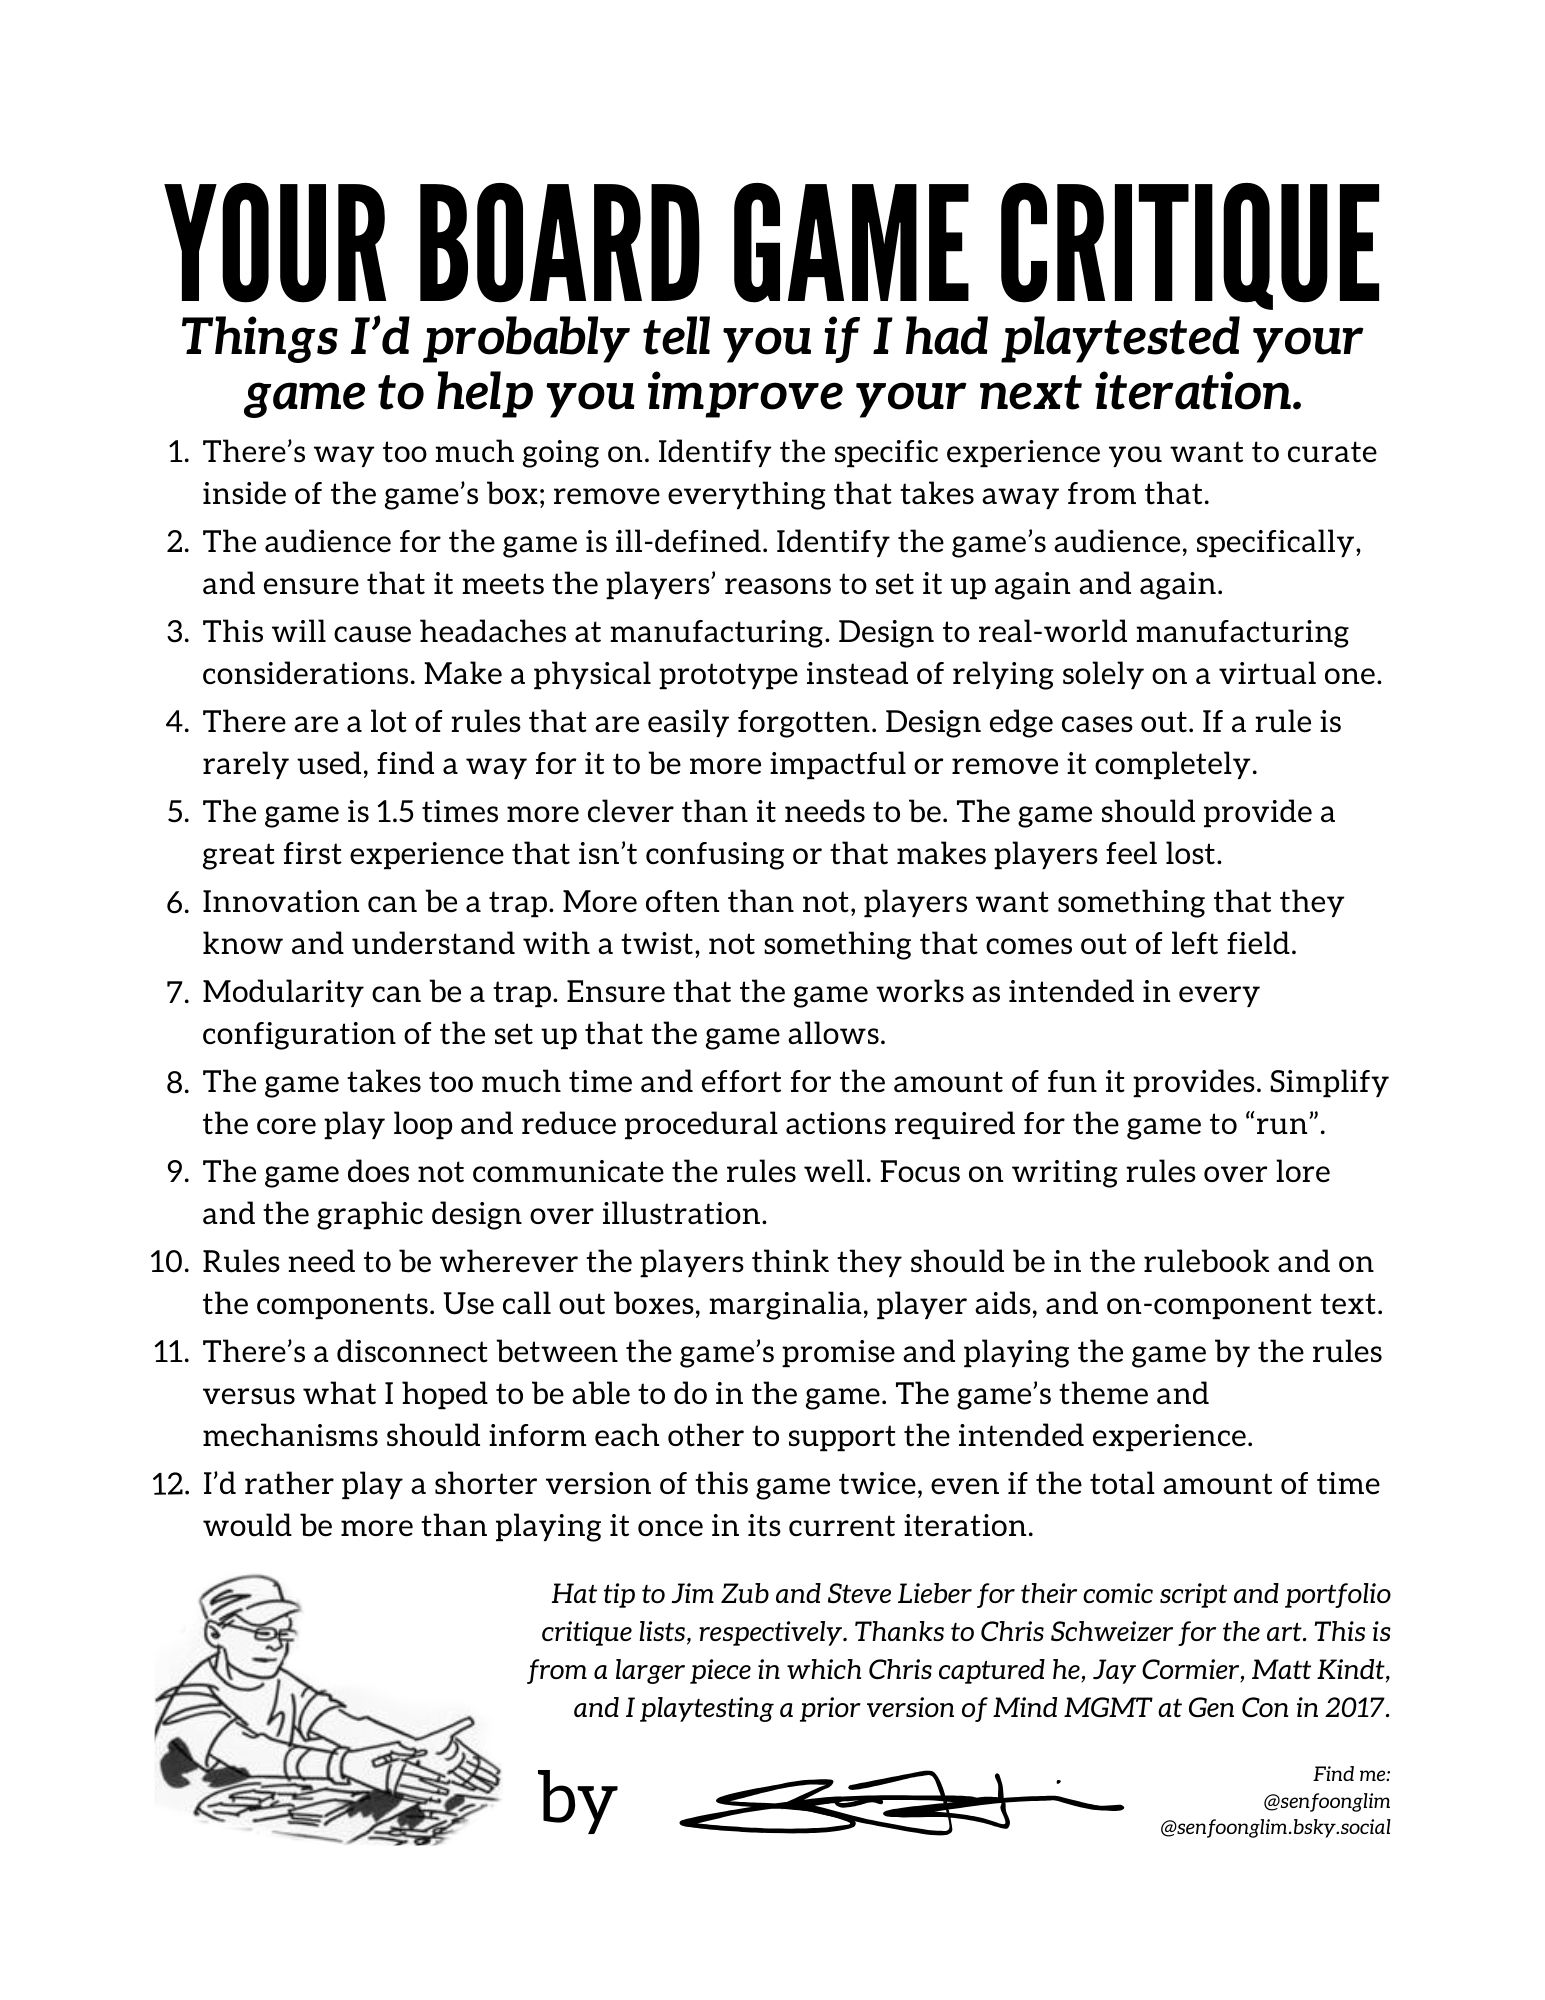 YOUR BOARD GAME CRITIQUE
Things I’d probably tell you if I had playtested your
game to help you improve your next iteration.
1. There’s way too much going on. Identify the specific experience you want to curate
inside of the game’s box; remove everything that takes away from that.
2. The audience for the game is ill-defined. Identify the game’s audience, specifically,
and ensure that it meets the players’ reasons to set it up again and again.
3. This will cause headaches at manufacturing. Design to real-world manufacturing
considerations. Make a physical prototype instead of relying solely on a virtual one.
4. There are a lot of rules that are easily forgotten. Design edge cases out. If a rule is
rarely used, find a way for it to be more impactful or remove it completely.
5. The game is 1.5 times more clever than it needs to be. The game should provide a
great first experience that isn’t confusing or that makes players feel lost.
6. Innovation can be a trap. More often than not, players want something that they
know and understand with a twist, not something that comes out of left field.
7. Modularity can be a trap. Ensure that the game works as intended in every
configuration of the set up that the game allows.
8. The game takes too much time and effort for the amount of fun it provides. Simplify
the core play loop and reduce procedural actions required for the game to “run”.
9. The game does not communicate the rules well. Focus on writing rules over lore
and the graphic design over illustration.
10. Rules need to be wherever the players think they should be in the rulebook and on
the components. Use call out boxes, marginalia, player aids, and on-component text.
11. There’s a disconnect between the game’s promise and playing the game by the rules
versus what I hoped to be able to do in the game. The game’s theme and
mechanisms should inform each other to support the intended experience.
12. I’d rather play a shorter version of this game twice, even if the total amount of time
would be more than playing it once in its current iteration.
Hat tip to Jim Zub and Steve Lieber for their comic script and portfolio
critique lists, respectively. Thanks to Chris Schweizer for the art. This is
from a larger piece in which Chris captured he, Jay Cormier, Matt Kindt,
and I playtesting a prior version of Mind MGMT at Gen Con in 2017.
by
Find me:
@senfoonglim
@senfoonglim.bsky.social